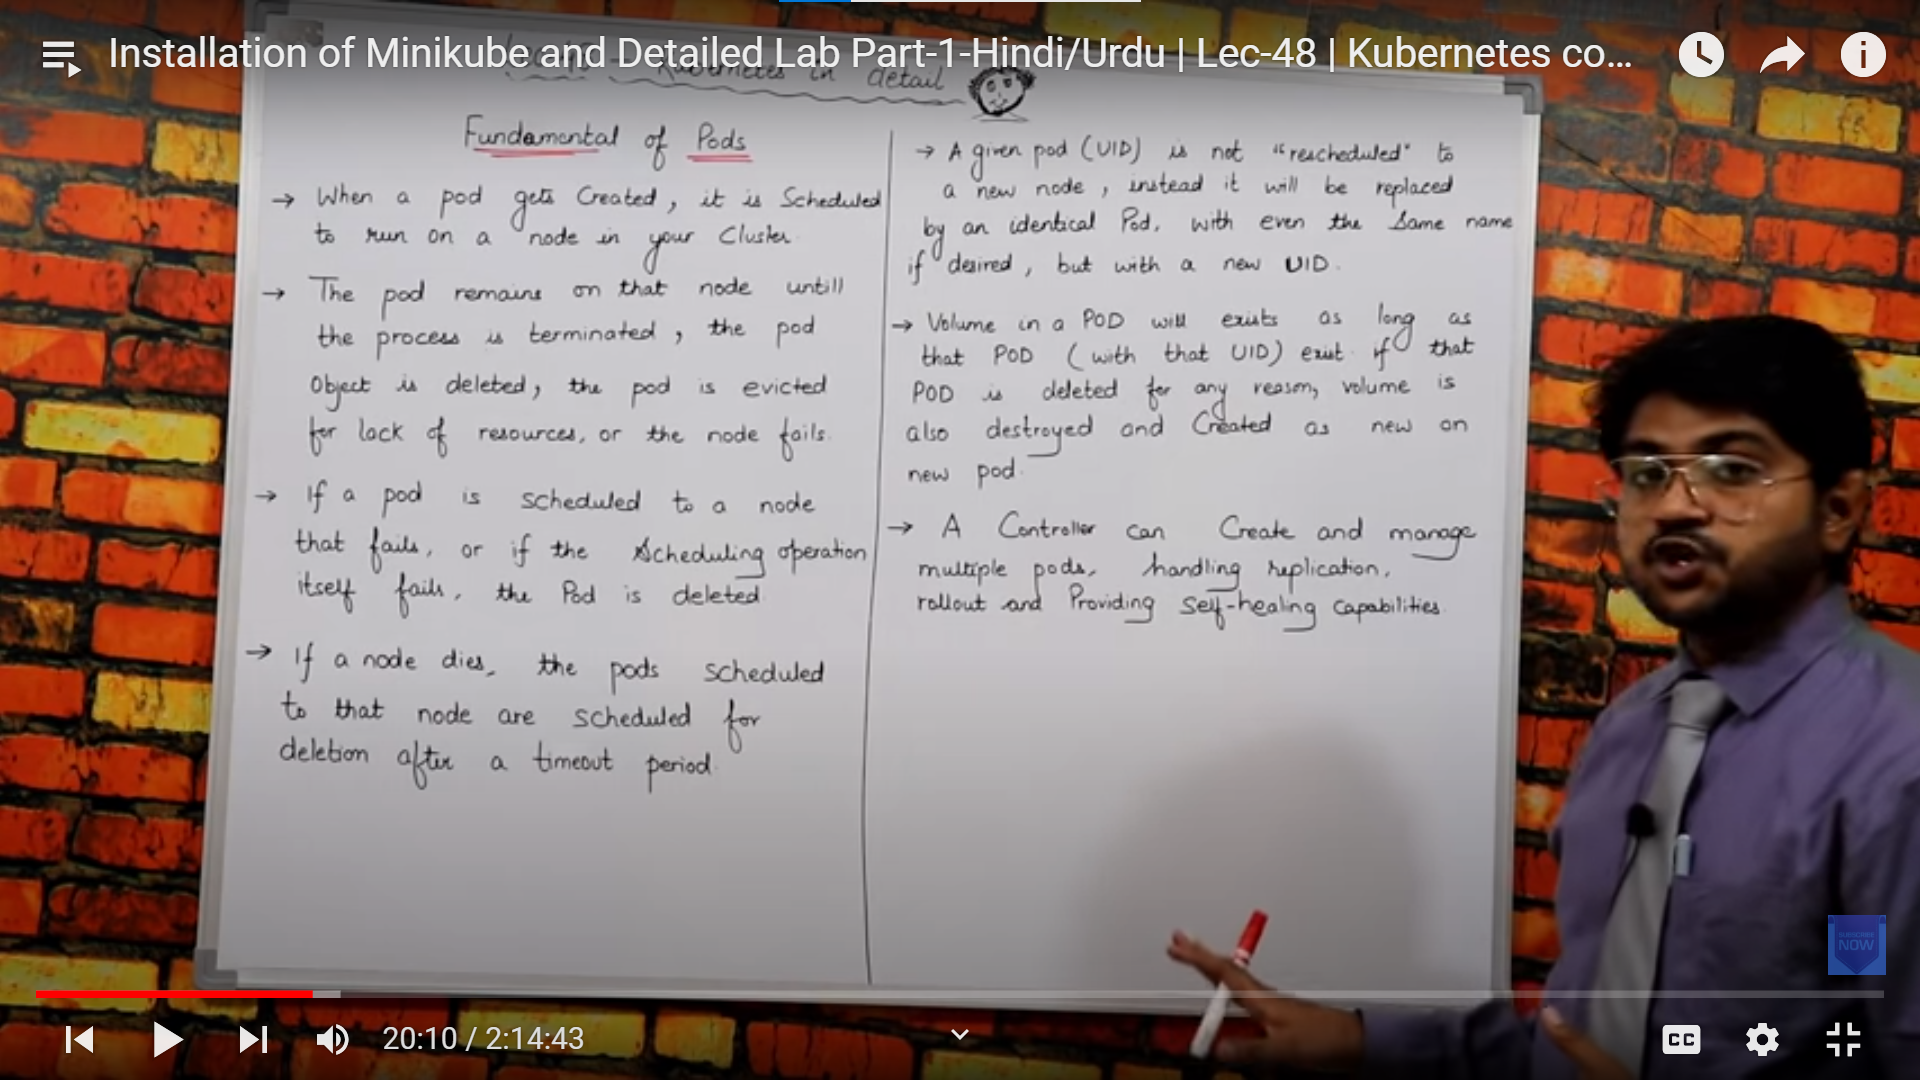 Installation of Minikube and Detailed Lab Part-1-Hindi/Urdu | Lec-48 | Kubernetes co...
Kubernetes in detail
Fundamental of Pods
→ When a pod gets Created, it is Scheduled
to run on a node in your Cluster.
→ The pod remains on that node untill
the process is terminated, the pod
Object is deleted, the pod is evicted
for lack of resources, or the node fails.
→ If a pod is scheduled to a node
that fails, or if the Scheduling operation
itself fails, the Pod is deleted.
→ If a node dies, the pods scheduled
to that node are scheduled for
deletion after a timeout period.
→ A given pod (UID) is not "rescheduled" to
a new node, instead it will be replaced
by an identical Pod, with even the Same name
if desired, but with a new UID.
→ Volume in a POD will exists as long as
that POD (with that UID) exist. if that
POD is deleted for any reason, volume is
also destroyed and Created as new on
new pod.
→ A Controller can Create and manage
multiple pods, handling replication,
rollout and Providing Self-healing capabilities.
SUBSCRIBE
NOW
20:10 / 2:14:43
CC